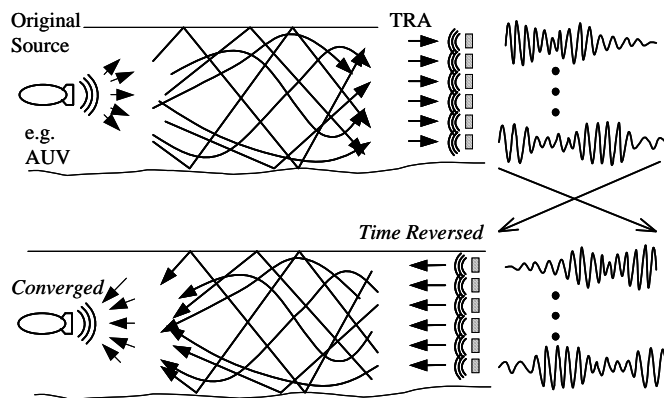 Original
Source
TRA
e.g.
AUV
Time Reversed
Converged